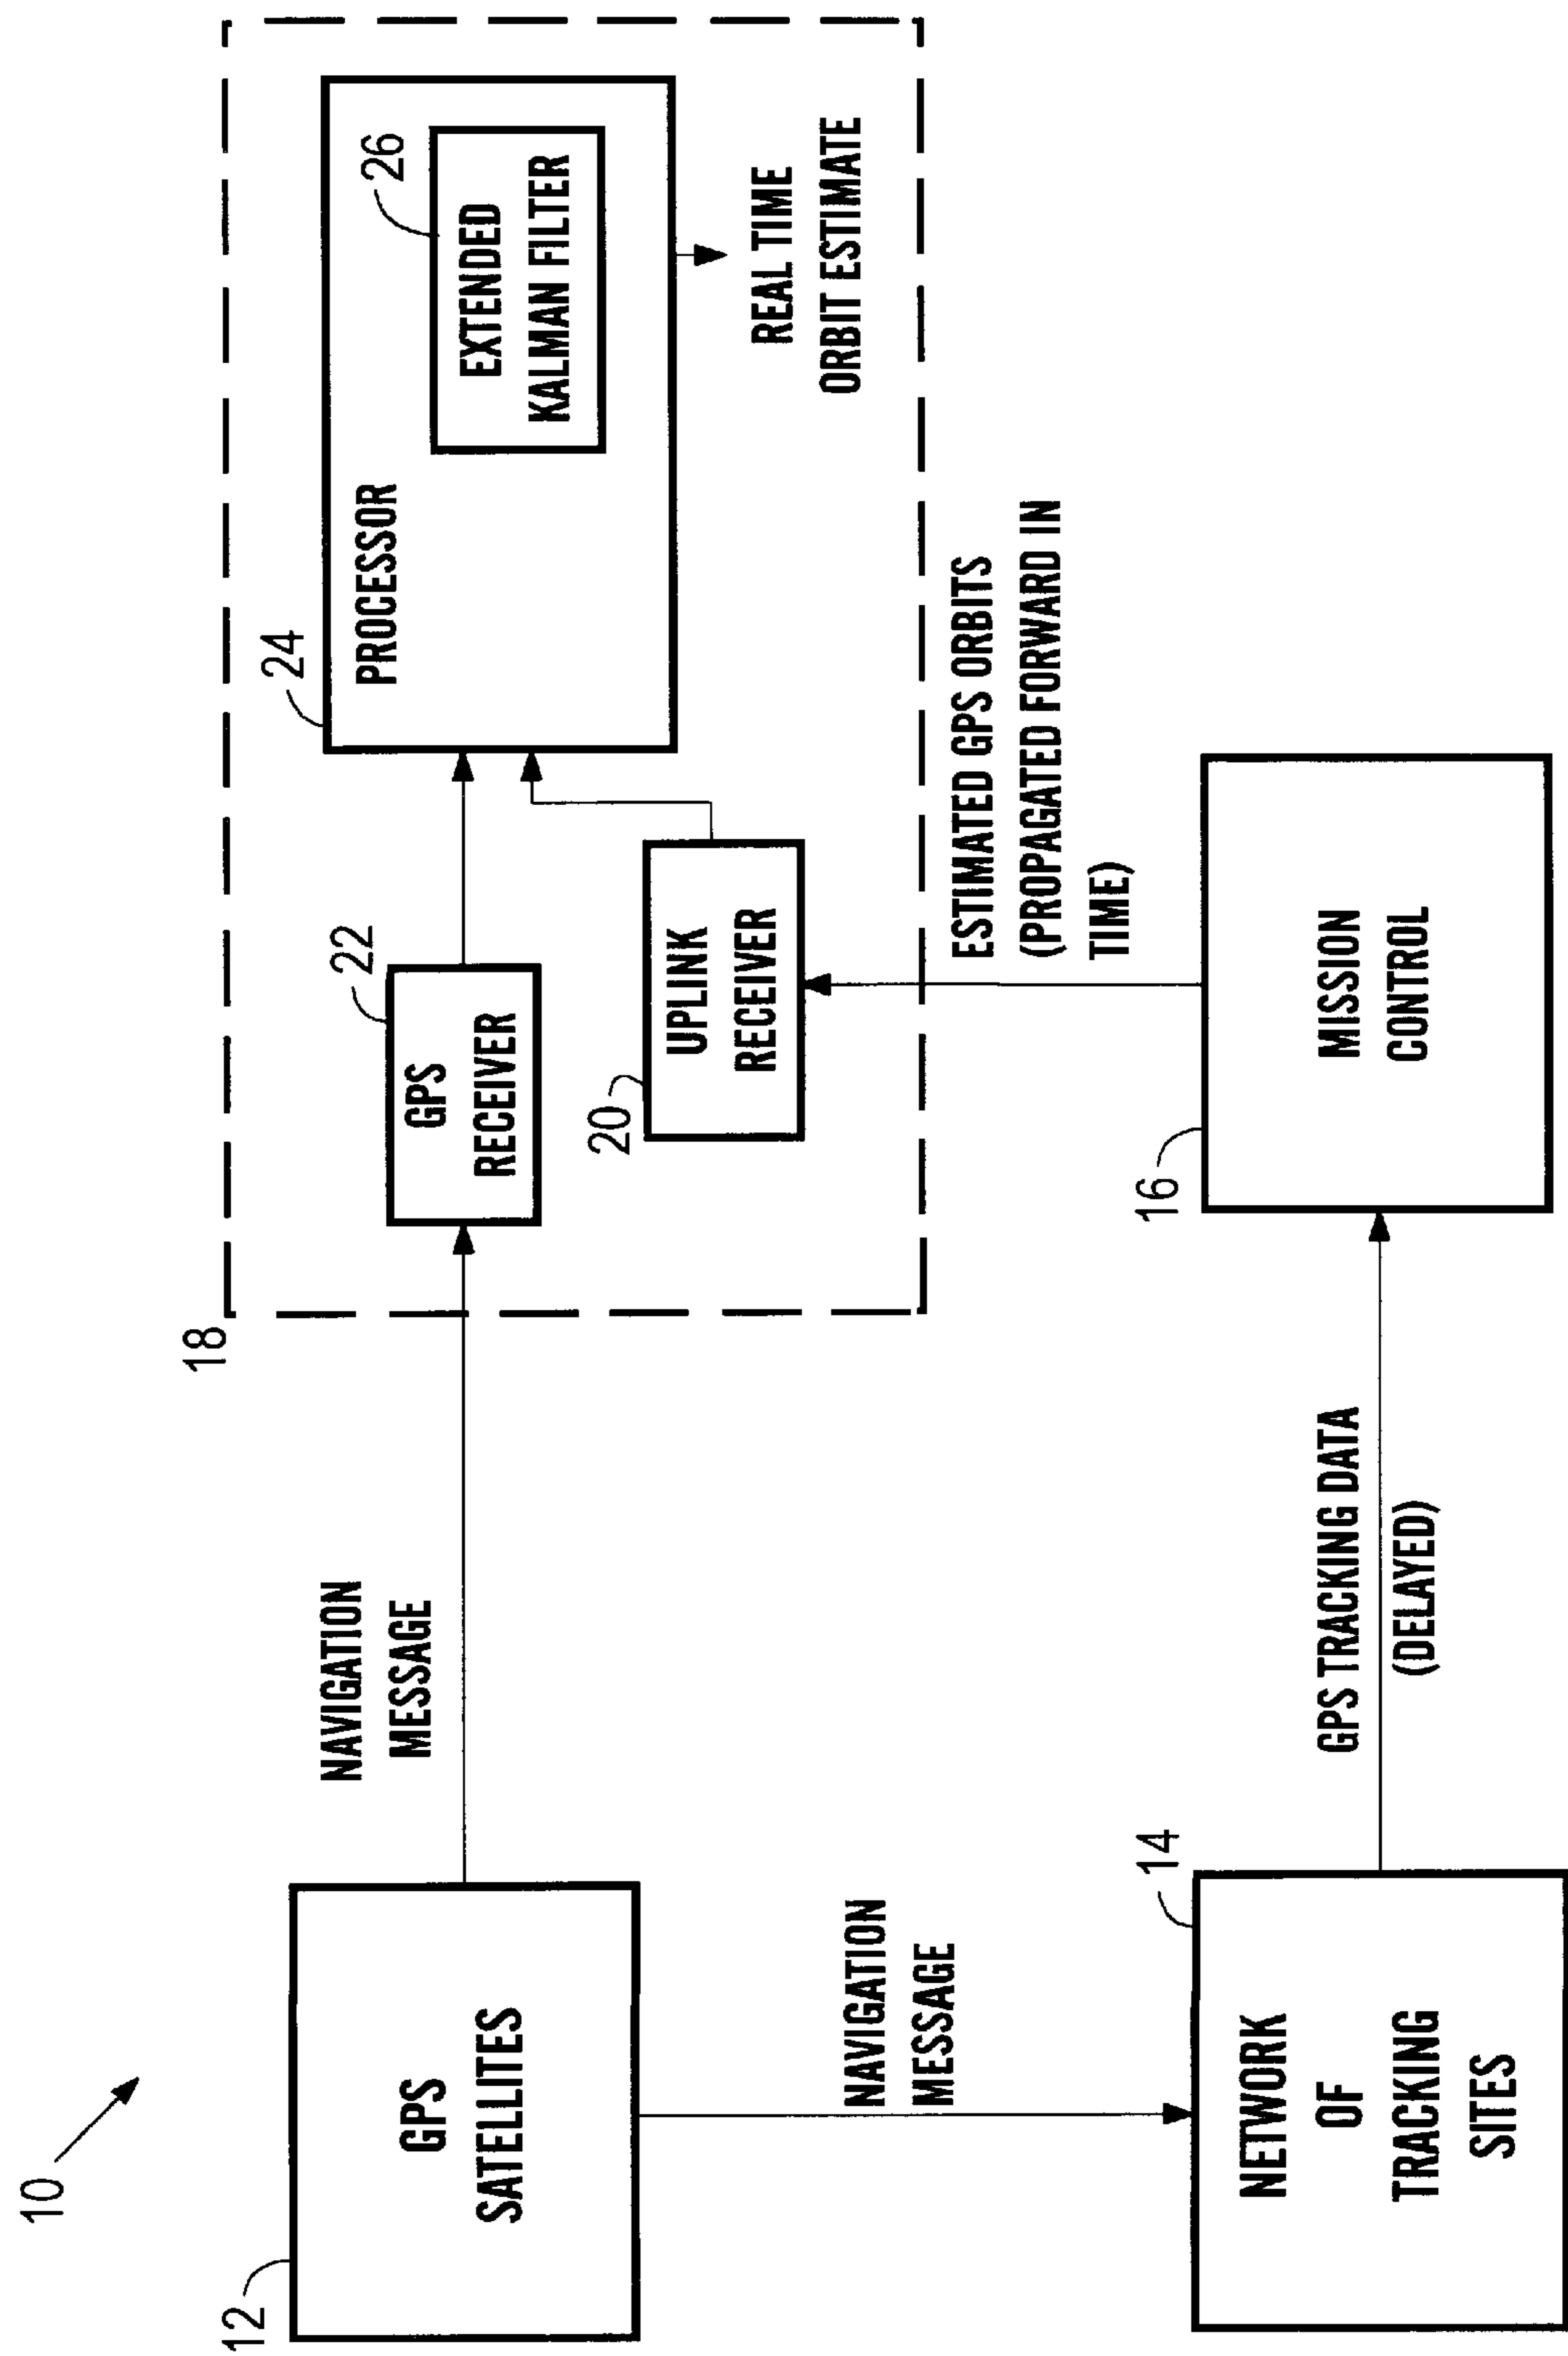 10
12
GPS
SATELLITES
NAVIGATION
MESSAGE
18
22
GPS
RECEIVER
24
PROCESSOR
26
EXTENDED
KALMAN FILTER
20
UPLINK
RECEIVER
REAL TIME
ORBIT ESTIMATE
NAVIGATION
MESSAGE
ESTIMATED GPS ORBITS
(PROPAGATED FORWARD IN
TIME)
14
NETWORK
OF
TRACKING
SITES
GPS TRACKING DATA
(DELAYED)
16
MISSION
CONTROL